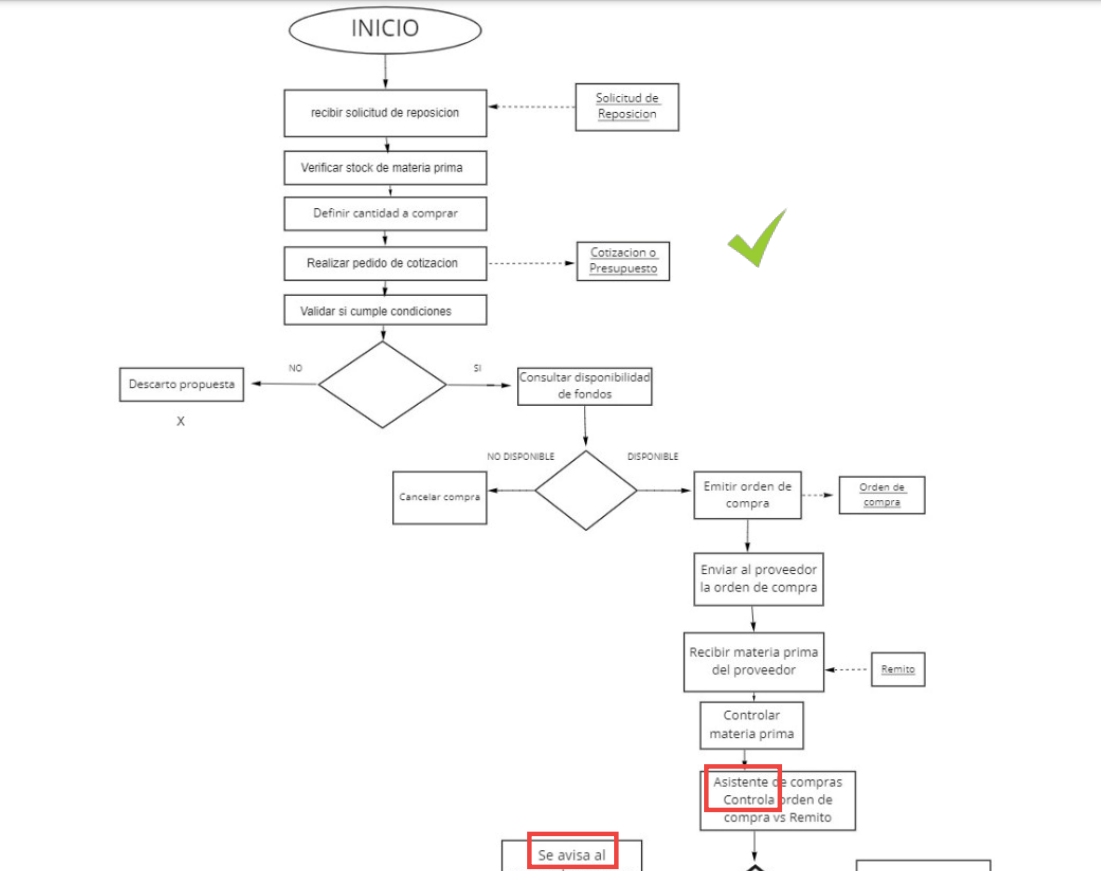 INICIO
recibir solicitud de reposicion
Solicitud de
Reposicion
Verificar stock de materia prima
Definir cantidad a comprar
Realizar pedido de cotizacion
Cotizacion o
Presupuesto
Validar si cumple condiciones
NO
SI
Descarto propuesta
X
Consultar disponibilidad
de fondos
NO DISPONIBLE
DISPONIBLE
Cancelar compra
Emitir orden de
compra
Orden de
compra
Enviar al proveedor
la orden de compra
Recibir materia prima
del proveedor
Remito
Controlar
materia prima
Asistente de compras
Controla orden de
compra vs Remito
Se avisa al